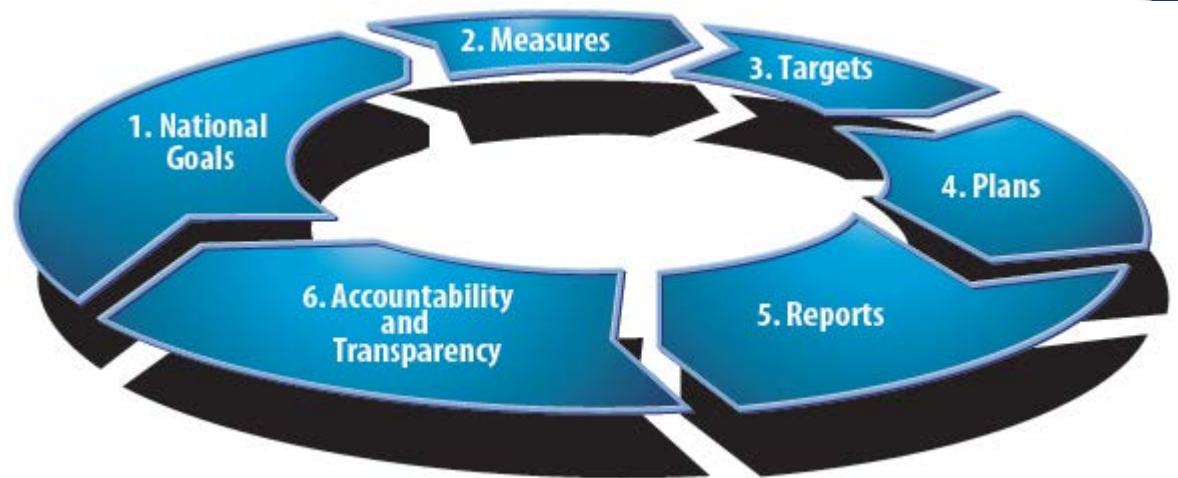 1. National
Goals
2. Measures
3. Targets
4. Plans
5. Reports
6. Accountability
and
Transparency